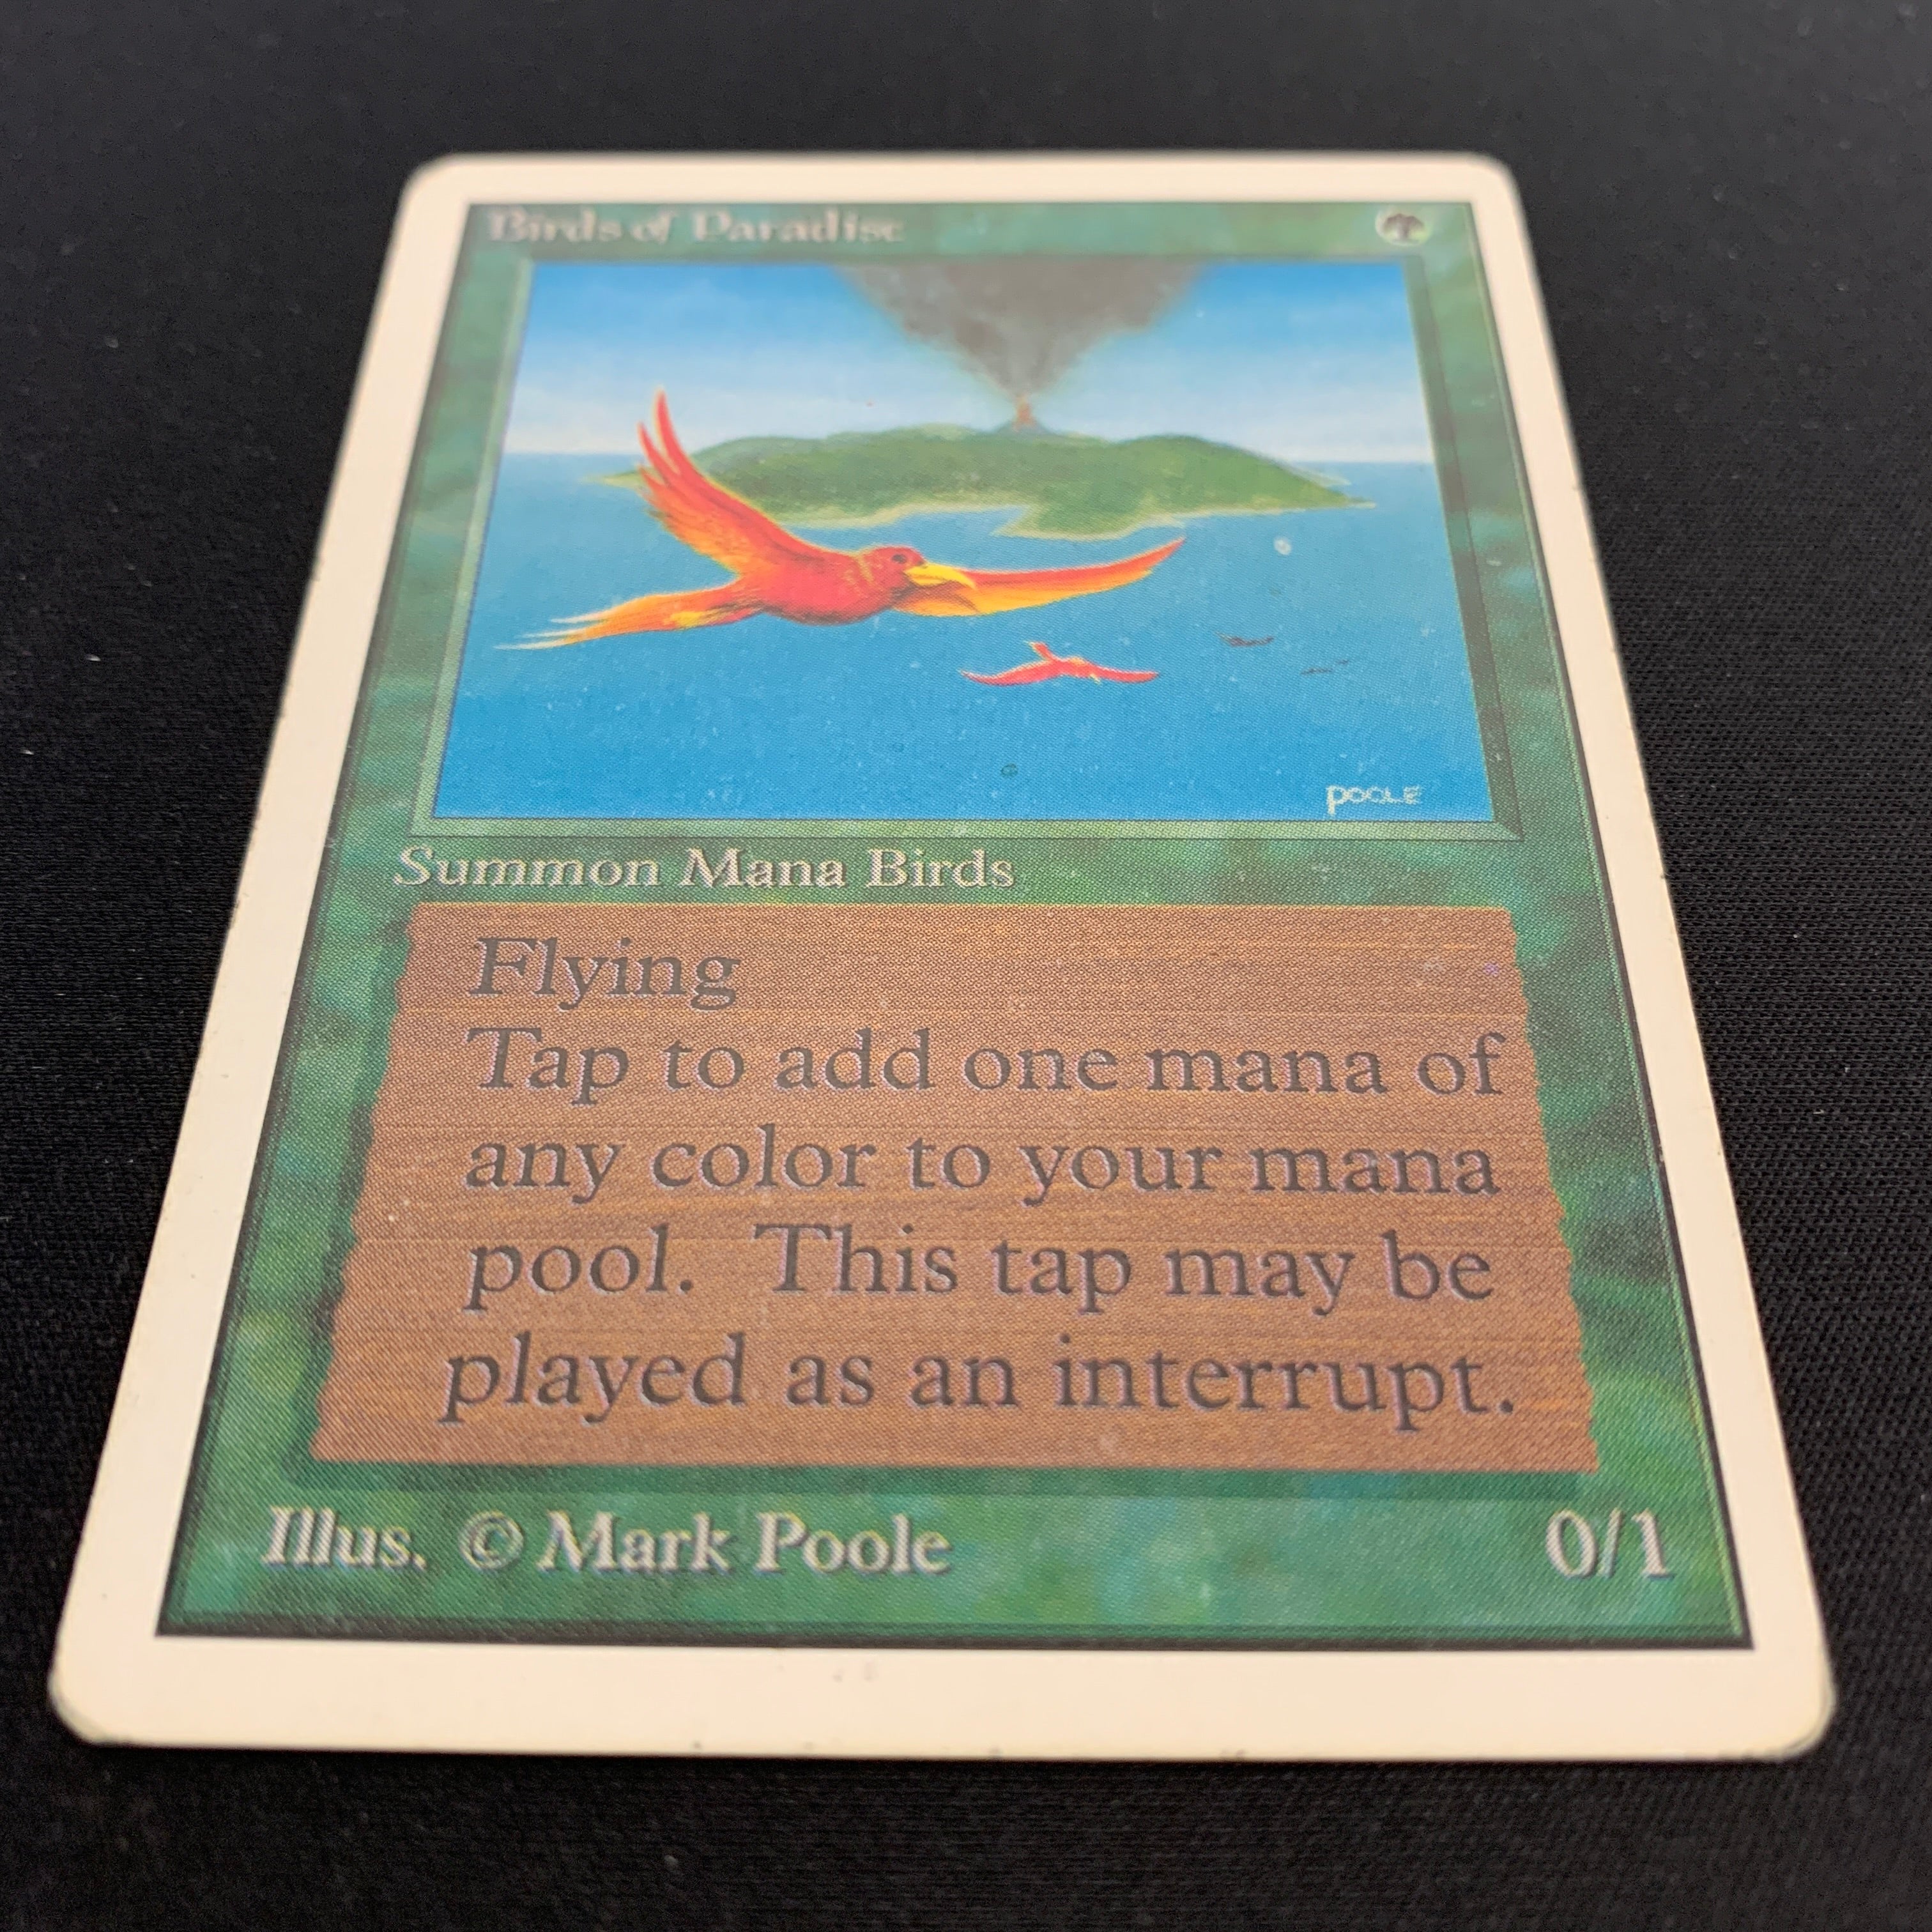 Birds of Paradise
POOLE
Summon Mana Birds
Flying
Tap to add one mana of
any color to your mana
pool. This tap may be
played as an interrupt.
Illus. © Mark Poole
0/1